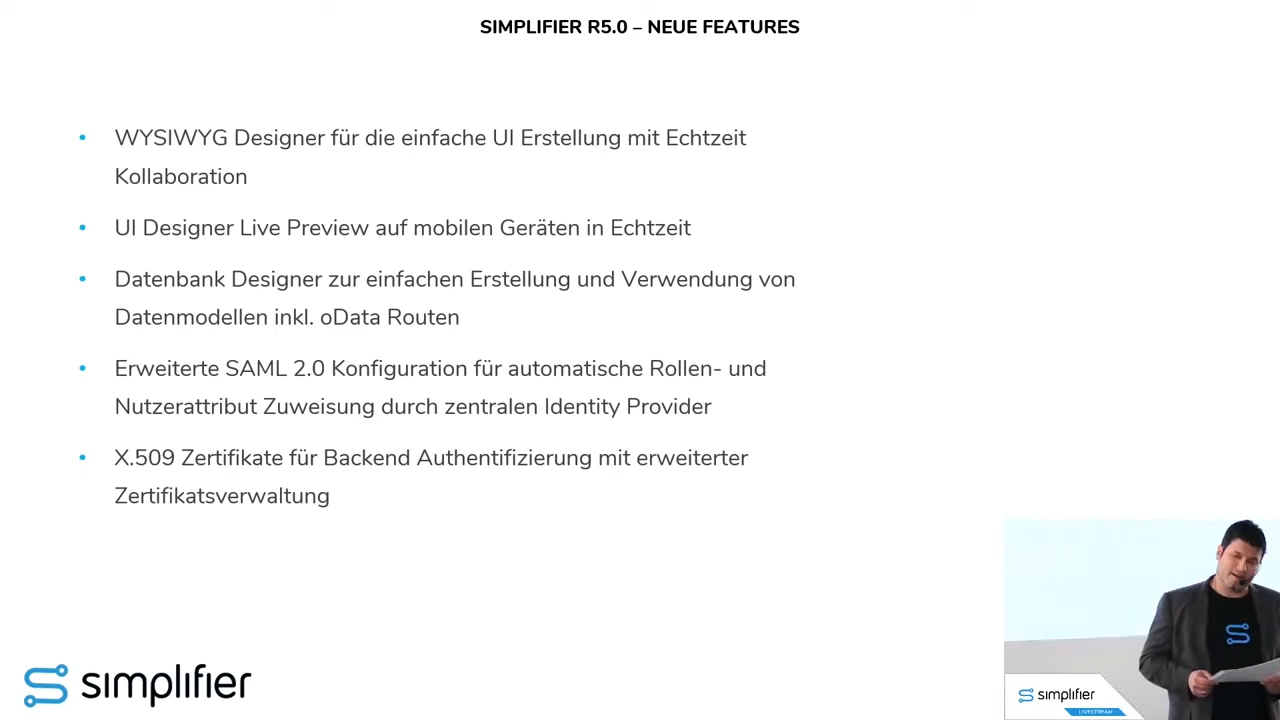 SIMPLIFIER R5.0 – NEUE FEATURES
• WYSIWYG Designer für die einfache UI Erstellung mit Echtzeit
Kollaboration
• UI Designer Live Preview auf mobilen Geräten in Echtzeit
• Datenbank Designer zur einfachen Erstellung und Verwendung von
Datenmodellen inkl. oData Routen
• Erweiterte SAML 2.0 Konfiguration für automatische Rollen- und
Nutzerattribut Zuweisung durch zentralen Identity Provider
• X.509 Zertifikate für Backend Authentifizierung mit erweiterter
Zertifikatsverwaltung
simplifier
simplifier
LIVESTREAM